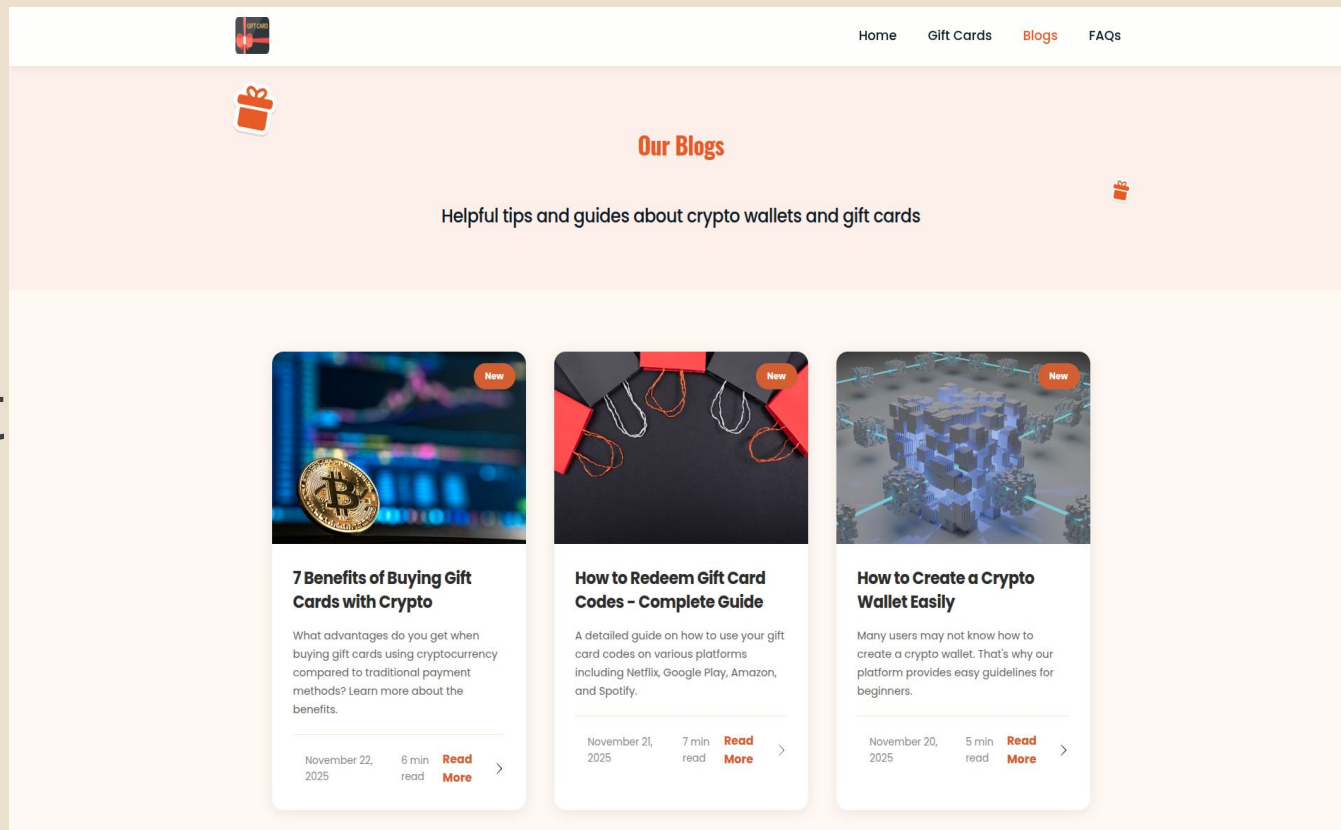 GIFT CARD
Home Gift Cards Blogs FAQs
Our Blogs
Helpful tips and guides about crypto wallets and gift cards
New
7 Benefits of Buying Gift
Cards with Crypto
What advantages do you get when
buying gift cards using cryptocurrency
compared to traditional payment
methods? Learn more about the
benefits.
November 22,
2025
6 min
read
Read
More
New
How to Redeem Gift Card
Codes - Complete Guide
A detailed guide on how to use your gift
card codes on various platforms
including Netflix, Google Play, Amazon,
and Spotify.
November 21,
2025
7 min
read
Read
More
New
How to Create a Crypto
Wallet Easily
Many users may not know how to
create a crypto wallet. That's why our
platform provides easy guidelines for
beginners.
November 20,
2025
5 min
read
Read
More